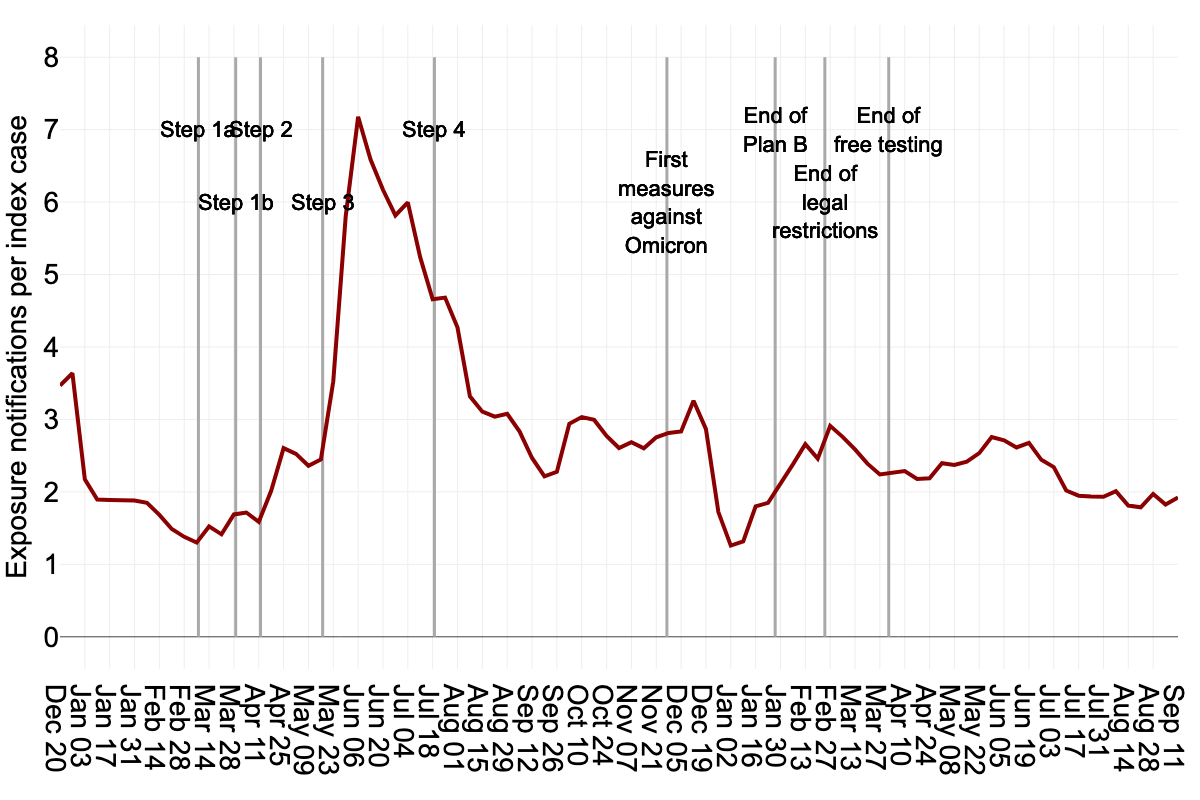 Exposure notifications per index case
8
7
6
5
4
3
2
1
0
Step 1a
Step 1b
Step 2
Step 3
Step 4
First
measures
against
Omicron
End of
Plan B
End of
legal
restrictions
End of
free testing
Dec 20
Jan 03
Jan 17
Jan 31
Feb 14
Feb 28
Mar 14
Mar 28
Apr 11
Apr 25
May 09
May 23
Jun 06
Jun 20
Jul 04
Jul 18
Aug 01
Aug 15
Aug 29
Sep 12
Sep 26
Oct 10
Oct 24
Nov 07
Nov 21
Dec 05
Dec 19
Jan 02
Jan 16
Jan 30
Feb 13
Feb 27
Mar 13
Mar 27
Apr 10
Apr 24
May 08
May 22
Jun 05
Jun 19
Jul 03
Jul 17
Jul 31
Aug 14
Aug 28
Sep 11